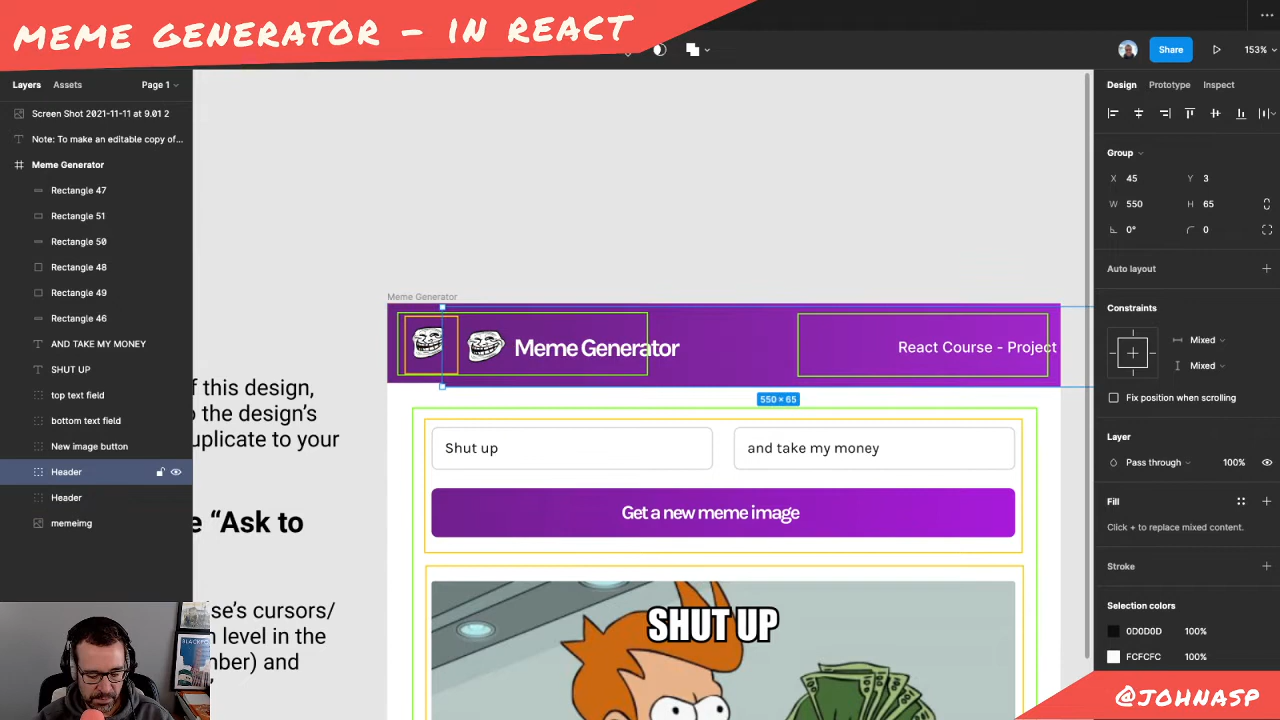 MEME GENERATOR - IN REACT
Share
153%
Layers
Assets
Page 1
Screen Shot 2021-11-11 at 9.01 2
Note: To make an editable copy of...
Meme Generator
Rectangle 47
Rectangle 51
Rectangle 50
Rectangle 48
Rectangle 49
Rectangle 46
AND TAKE MY MONEY
SHUT UP
top text field
bottom text field
New image button
Header
Header
memeimg
f this design,
o the design's
uplicate to your
e “Ask to
se's cursors/
n level in the
mber) and
Meme Generator
Meme Generator
React Course - Project
550 × 65
Shut up
and take my money
Get a new meme image
SHUT UP
Design
Prototype
Inspect
Group
X 45
Y 3
W 550
H 65
0°
0
Auto layout
Constraints
Mixed
Mixed
Fix position when scrolling
Layer
Pass through
100%
Fill
Click + to replace mixed content.
Stroke
Selection colors
0D0D0D 100%
FCFCFC 100%
@JOHNASP